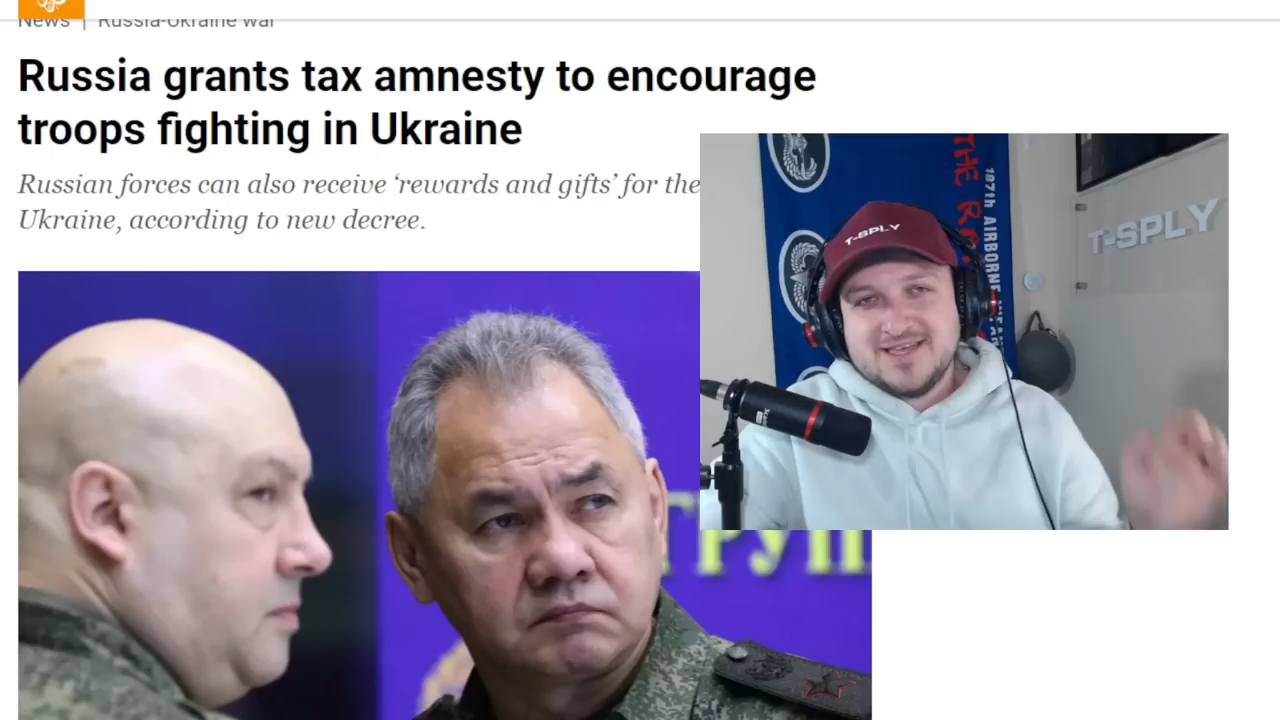 News | Russia-Ukraine war
Russia grants tax amnesty to encourage
troops fighting in Ukraine
Russian forces can also receive ‘rewards and gifts’ for the
Ukraine, according to new decree.
THE
187th AIRBORNE
T-SPLY
T-SPLY